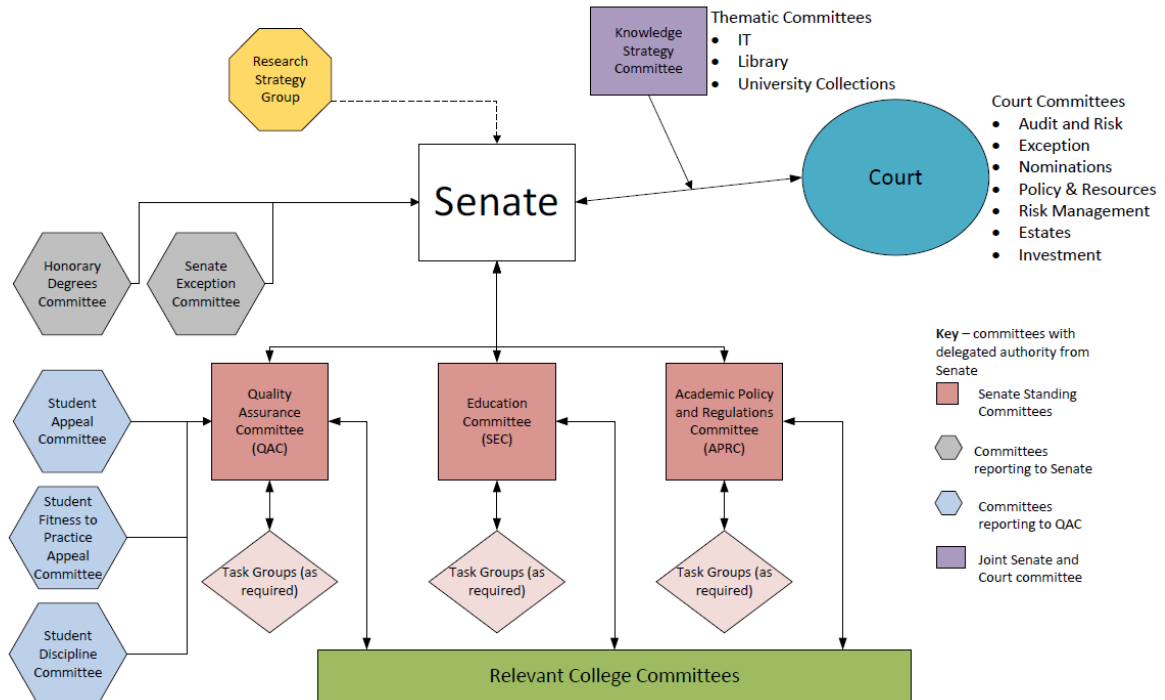 Research
Strategy
Group
Knowledge
Strategy
Committee
Thematic Committees
• IT
• Library
• University Collections
Senate
Court
Court Committees
• Audit and Risk
• Exception
• Nominations
• Policy & Resources
• Risk Management
• Estates
• Investment
Honorary
Degrees
Committee
Senate
Exception
Committee
Key – committees with
delegated authority from
Senate
Senate Standing
Committees
Committees
reporting to Senate
Committees
reporting to QAC
Joint Senate and
Court committee
Student
Appeal
Committee
Quality
Assurance
Committee
(QAC)
Education
Committee
(SEC)
Academic Policy
and Regulations
Committee
(APRC)
Student
Fitness to
Practice
Appeal
Committee
Task Groups (as
required)
Task Groups (as
required)
Task Groups (as
required)
Student
Discipline
Committee
Relevant College Committees